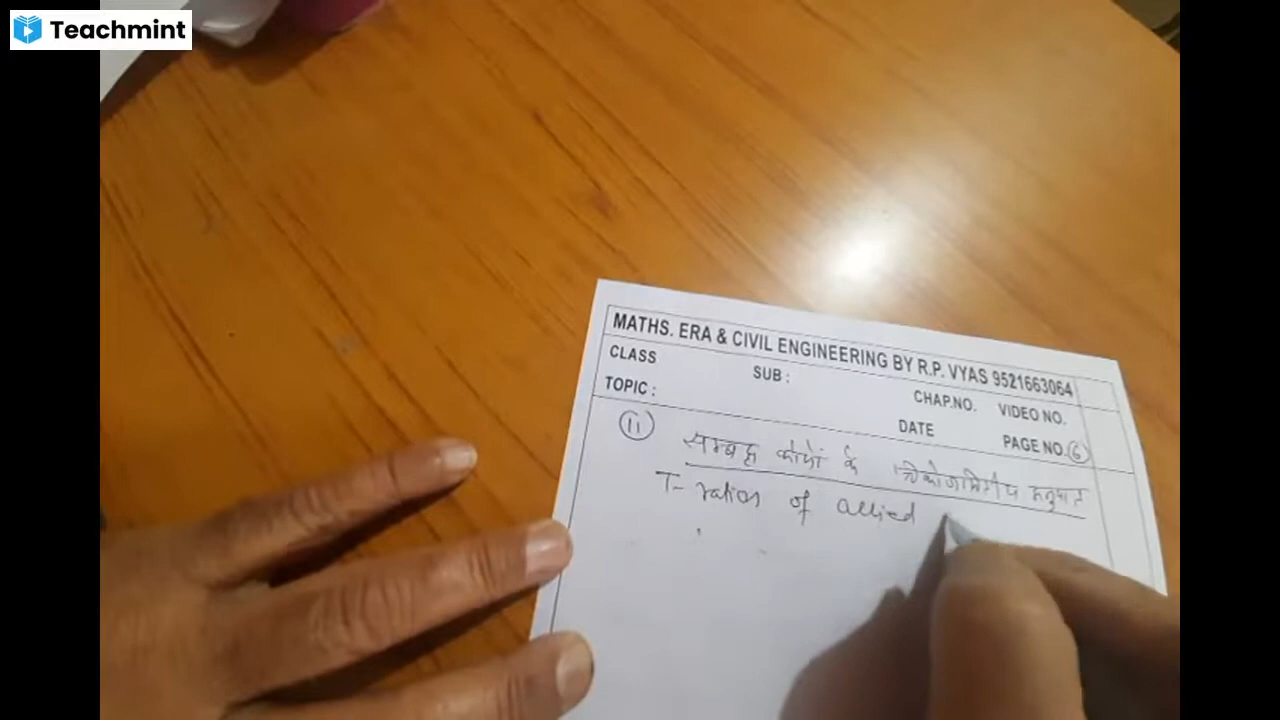 Teachmint
MATHS. ERA & CIVIL ENGINEERING BY R.P. VYAS 9521663064
CLASS SUB : CHAP.NO. VIDEO NO.
TOPIC : DATE PAGE NO. 6
11 सम्बद्ध कोणों के त्रिकोणमितीय अनुपात
T-ratios of allied